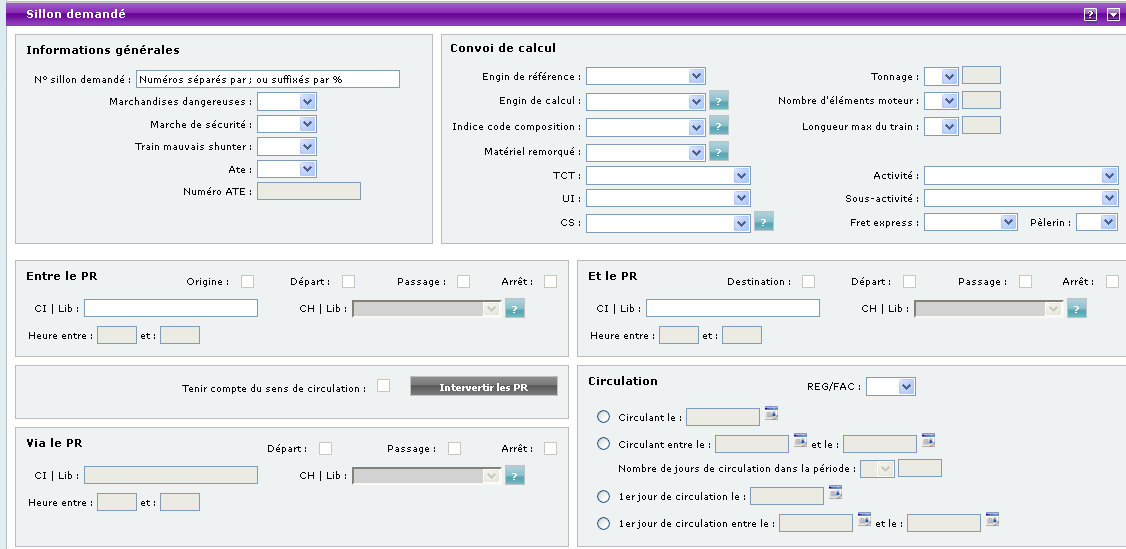 Sillon demandé
?
Informations générales
N° sillon demandé : Numéros séparés par ; ou suffixés par %
Marchandises dangereuses :
Marche de sécurité :
Train mauvais shunter :
Ate :
Numéro ATE :
Convoi de calcul
Engin de référence :
Tonnage :
Engin de calcul : ?
Nombre d'éléments moteur :
Indice code composition : ?
Longueur max du train :
Matériel remorqué : ?
TCT :
Activité :
UI :
Sous-activité :
CS : ?
Fret express : Pèlerin :
Entre le PR Origine : Départ : Passage : Arrêt :
CI | Lib : CH | Lib : ?
Heure entre : et :
Et le PR Destination : Départ : Passage : Arrêt :
CI | Lib : CH | Lib : ?
Heure entre : et :
Tenir compte du sens de circulation : Intervertir les PR
Via le PR Départ : Passage : Arrêt :
CI | Lib : CH | Lib : ?
Heure entre : et :
Circulation REG/FAC :
Circulant le :
Circulant entre le : et le :
Nombre de jours de circulation dans la période :
1er jour de circulation le :
1er jour de circulation entre le : et le :